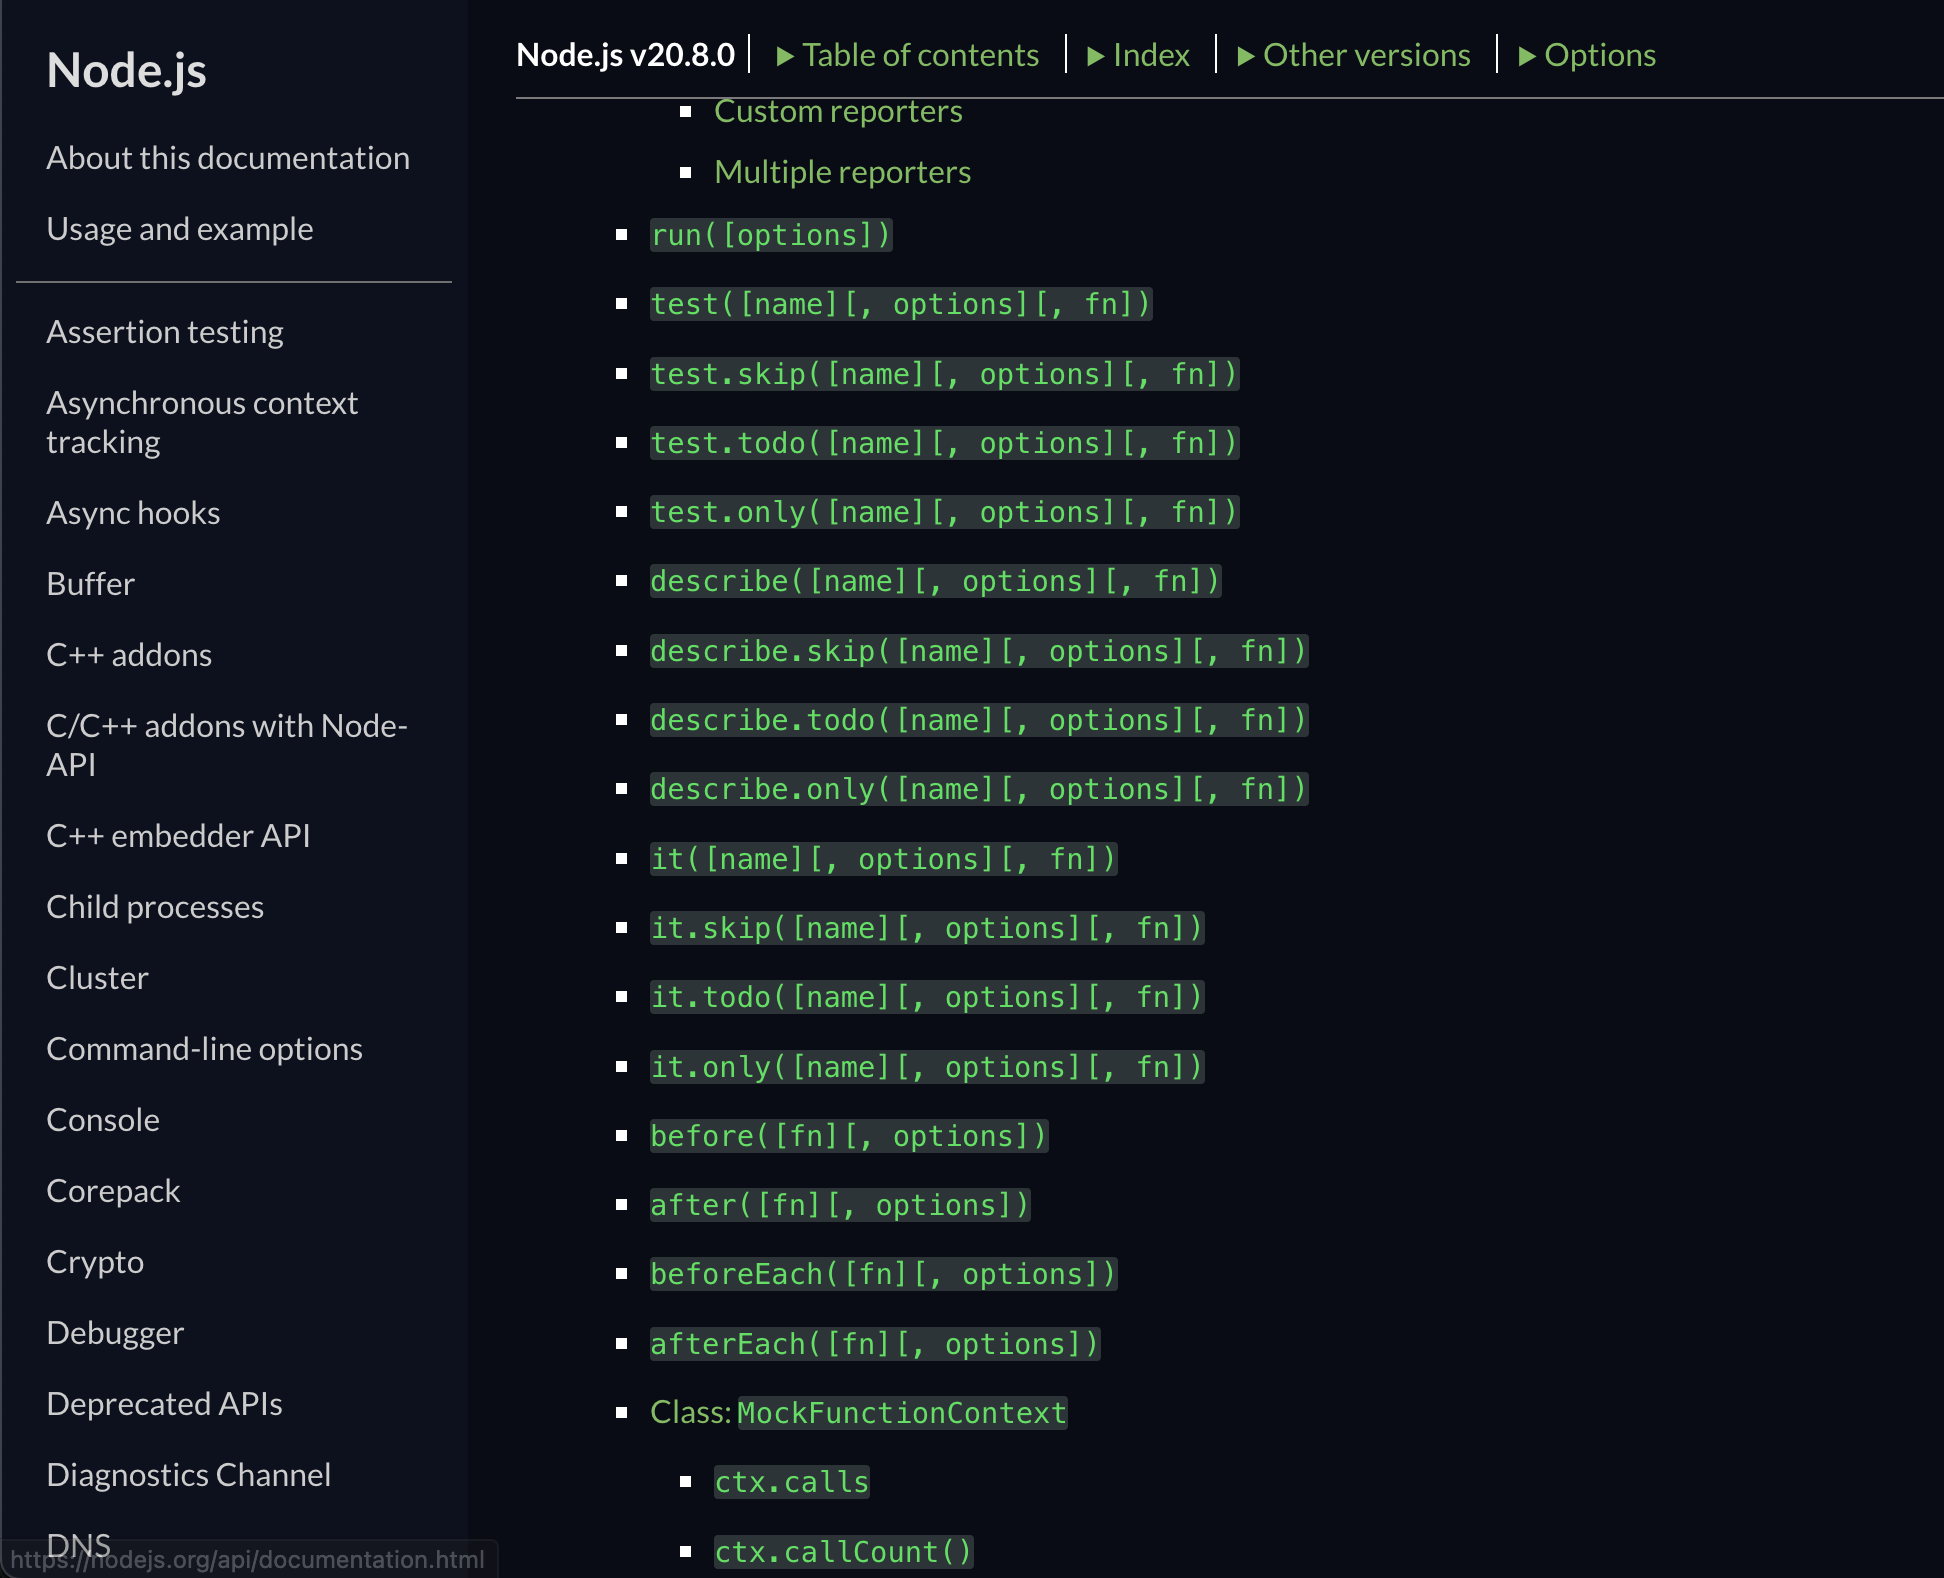 Node.js
About this documentation
Usage and example
Assertion testing
Asynchronous context
tracking
Async hooks
Buffer
C++ addons
C/C++ addons with Node-
API
C++ embedder API
Child processes
Cluster
Command-line options
Console
Corepack
Crypto
Debugger
Deprecated APIs
Diagnostics Channel
DNS
https://nodejs.org/api/documentation.html
Node.js v20.8.0 ▶ Table of contents ▶ Index ▶ Other versions ▶ Options
Custom reporters
Multiple reporters
run([options])
test([name][, options][, fn])
test.skip([name][, options][, fn])
test.todo([name][, options][, fn])
test.only([name][, options][, fn])
describe([name][, options][, fn])
describe.skip([name][, options][, fn])
describe.todo([name][, options][, fn])
describe.only([name][, options][, fn])
it([name][, options][, fn])
it.skip([name][, options][, fn])
it.todo([name][, options][, fn])
it.only([name][, options][, fn])
before([fn][, options])
after([fn][, options])
beforeEach([fn][, options])
afterEach([fn][, options])
Class: MockFunctionContext
ctx.calls
ctx.callCount()